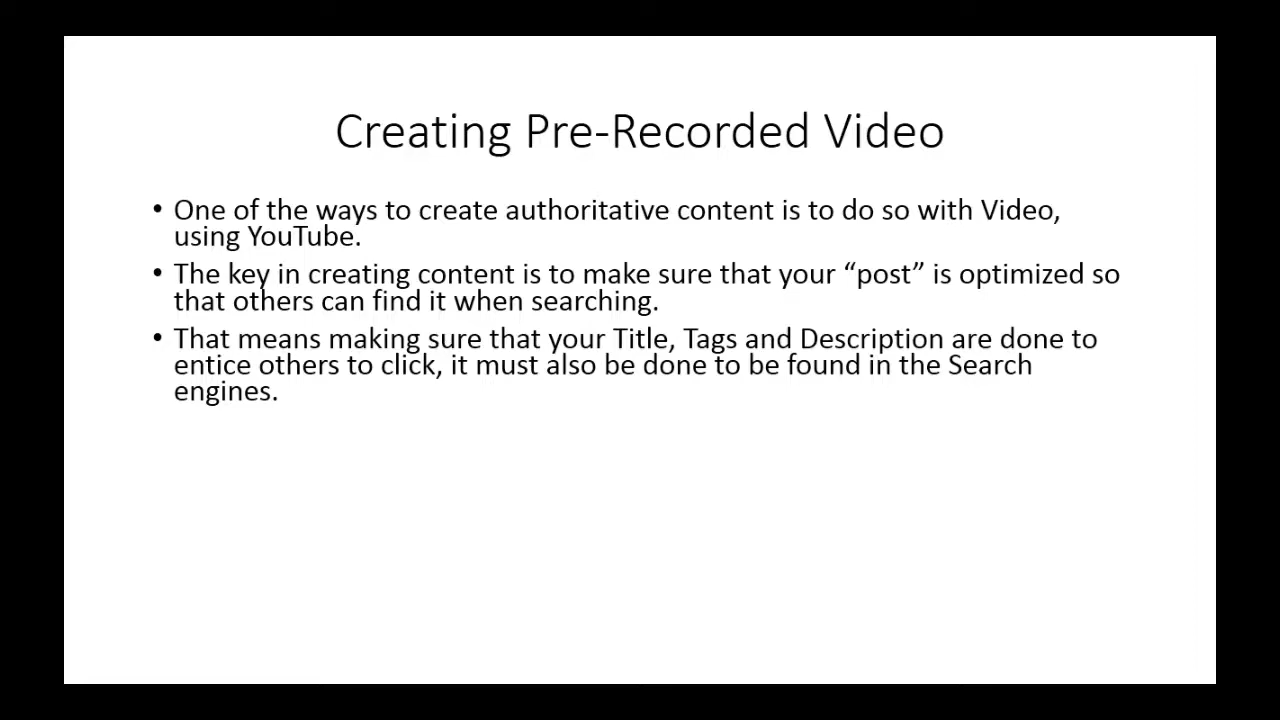 Creating Pre-Recorded Video
• One of the ways to create authoritative content is to do so with Video,
using YouTube.
• The key in creating content is to make sure that your “post” is optimized so
that others can find it when searching.
• That means making sure that your Title, Tags and Description are done to
entice others to click, it must also be done to be found in the Search
engines.